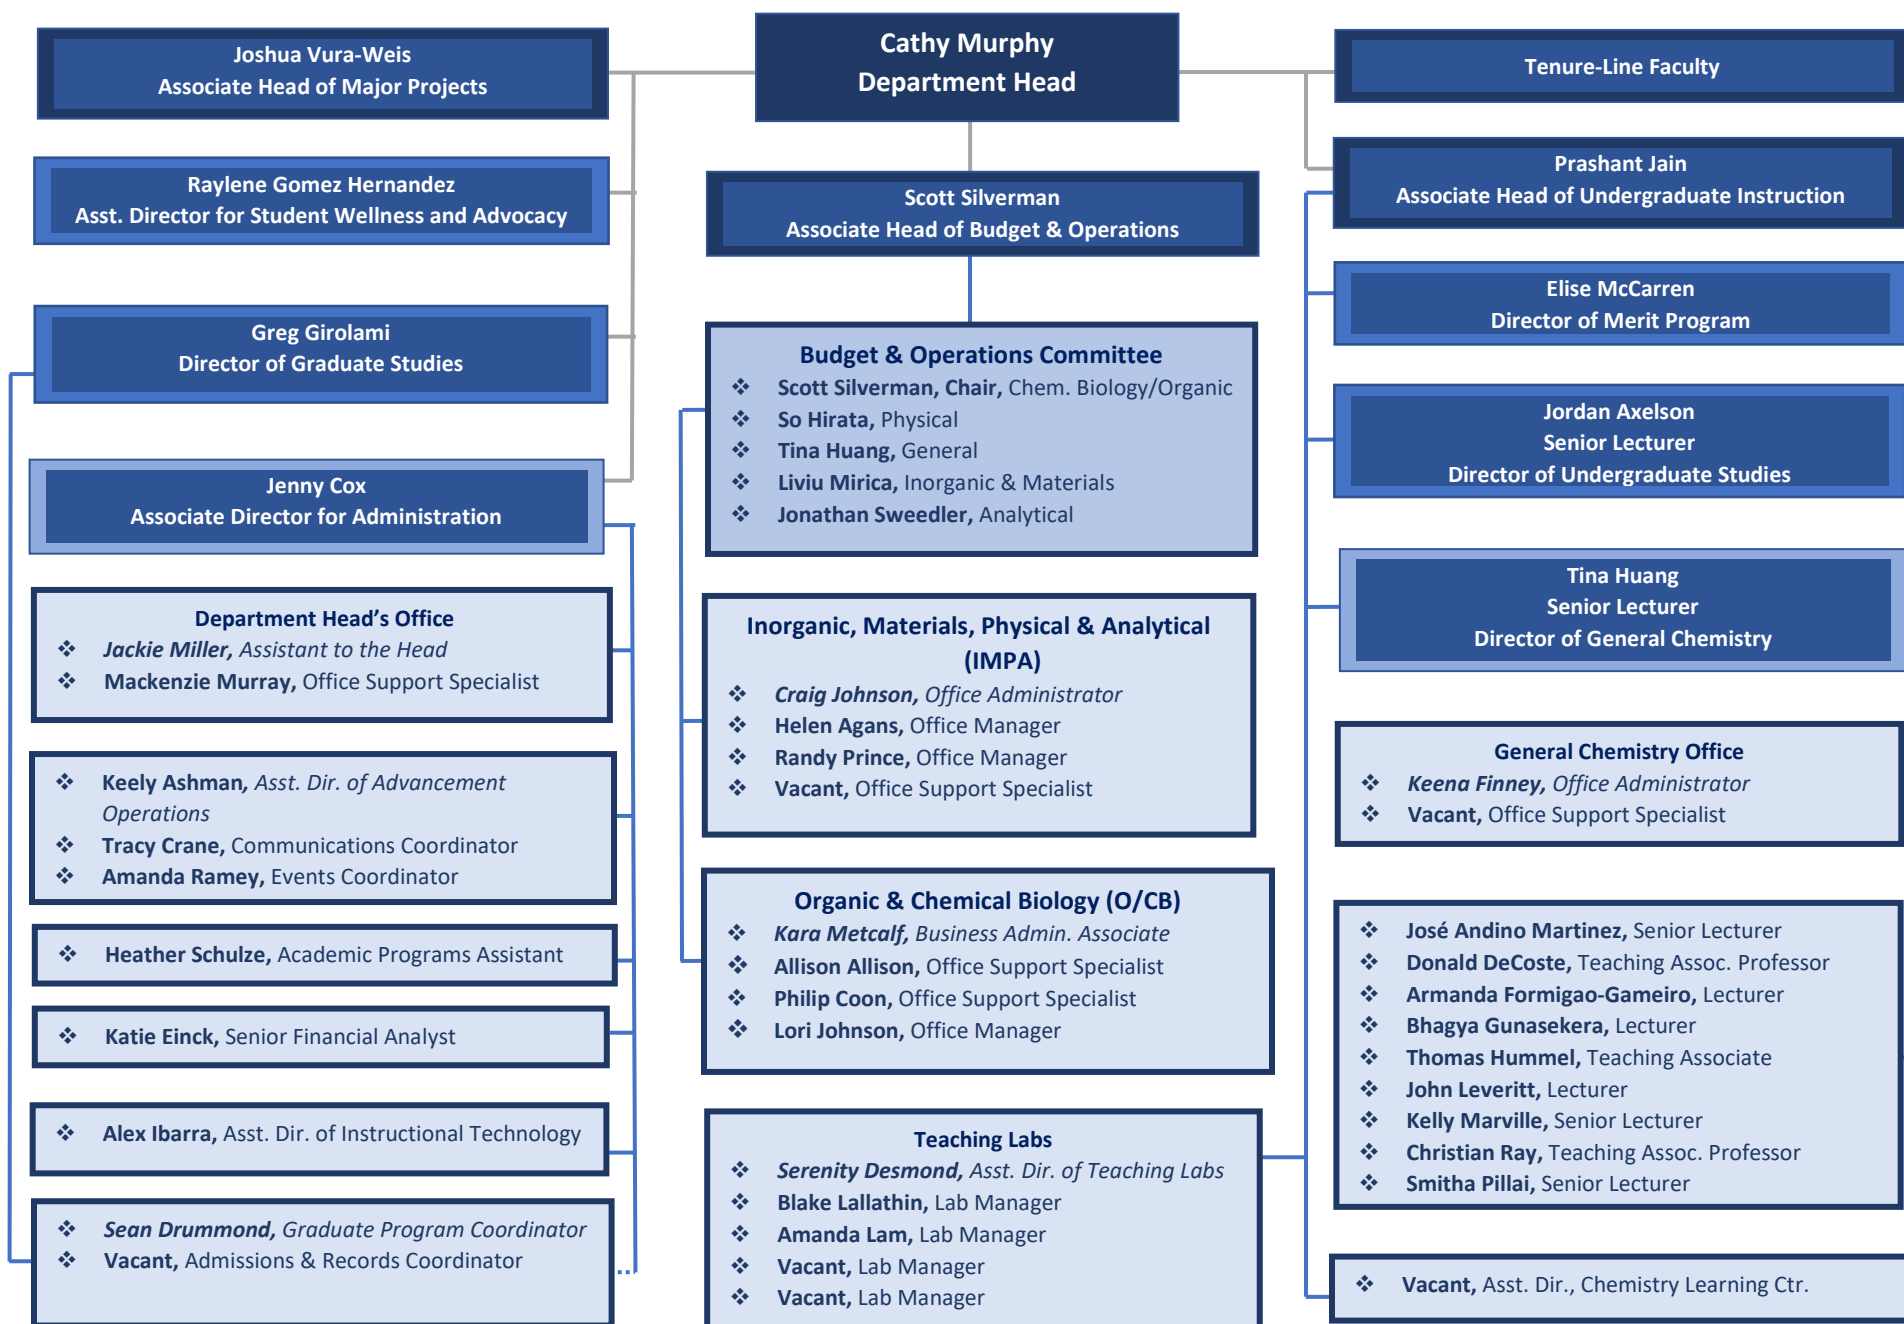 Cathy Murphy
Department Head
Joshua Vura-Weis
Associate Head of Major Projects
Raylene Gomez Hernandez
Asst. Director for Student Wellness and Advocacy
Greg Girolami
Director of Graduate Studies
Jenny Cox
Associate Director for Administration
Department Head’s Office
❖ Jackie Miller, Assistant to the Head
❖ Mackenzie Murray, Office Support Specialist
❖ Keely Ashman, Asst. Dir. of Advancement
Operations
❖ Tracy Crane, Communications Coordinator
❖ Amanda Ramey, Events Coordinator
❖ Heather Schulze, Academic Programs Assistant
❖ Katie Einck, Senior Financial Analyst
❖ Alex Ibarra, Asst. Dir. of Instructional Technology
❖ Sean Drummond, Graduate Program Coordinator
❖ Vacant, Admissions & Records Coordinator
Scott Silverman
Associate Head of Budget & Operations
Budget & Operations Committee
❖ Scott Silverman, Chair, Chem. Biology/Organic
❖ So Hirata, Physical
❖ Tina Huang, General
❖ Liviu Mirica, Inorganic & Materials
❖ Jonathan Sweedler, Analytical
Inorganic, Materials, Physical & Analytical
(IMPA)
❖ Craig Johnson, Office Administrator
❖ Helen Agans, Office Manager
❖ Randy Prince, Office Manager
❖ Vacant, Office Support Specialist
Organic & Chemical Biology (O/CB)
❖ Kara Metcalf, Business Admin. Associate
❖ Allison Allison, Office Support Specialist
❖ Philip Coon, Office Support Specialist
❖ Lori Johnson, Office Manager
Teaching Labs
❖ Serenity Desmond, Asst. Dir. of Teaching Labs
❖ Blake Lallathin, Lab Manager
❖ Amanda Lam, Lab Manager
❖ Vacant, Lab Manager
❖ Vacant, Lab Manager
Tenure-Line Faculty
Prashant Jain
Associate Head of Undergraduate Instruction
Elise McCarren
Director of Merit Program
Jordan Axelson
Senior Lecturer
Director of Undergraduate Studies
Tina Huang
Senior Lecturer
Director of General Chemistry
General Chemistry Office
❖ Keena Finney, Office Administrator
❖ Vacant, Office Support Specialist
❖ José Andino Martinez, Senior Lecturer
❖ Donald DeCoste, Teaching Assoc. Professor
❖ Armanda Formigao-Gameiro, Lecturer
❖ Bhagya Gunasekera, Lecturer
❖ Thomas Hummel, Teaching Associate
❖ John Leveritt, Lecturer
❖ Kelly Marville, Senior Lecturer
❖ Christian Ray, Teaching Assoc. Professor
❖ Smitha Pillai, Senior Lecturer
❖ Vacant, Asst. Dir., Chemistry Learning Ctr.